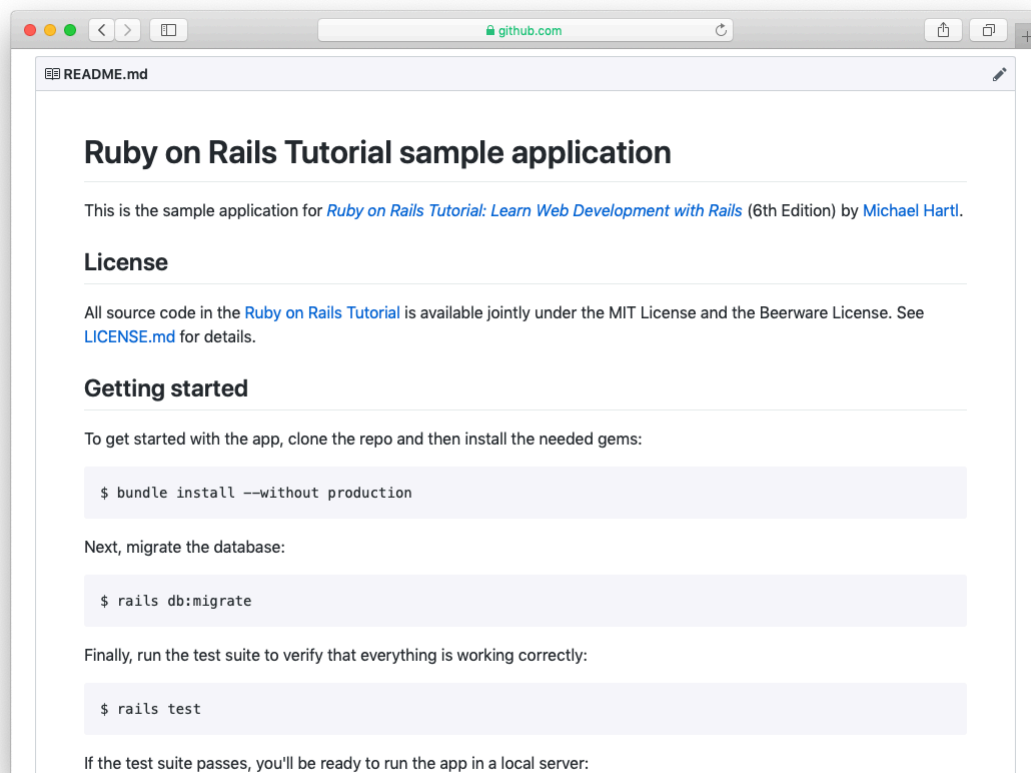 github.com
README.md
Ruby on Rails Tutorial sample application
This is the sample application for Ruby on Rails Tutorial: Learn Web Development with Rails (6th Edition) by Michael Hartl.
License
All source code in the Ruby on Rails Tutorial is available jointly under the MIT License and the Beerware License. See
LICENSE.md for details.
Getting started
To get started with the app, clone the repo and then install the needed gems:
$ bundle install --without production
Next, migrate the database:
$ rails db:migrate
Finally, run the test suite to verify that everything is working correctly:
$ rails test
If the test suite passes, you'll be ready to run the app in a local server: